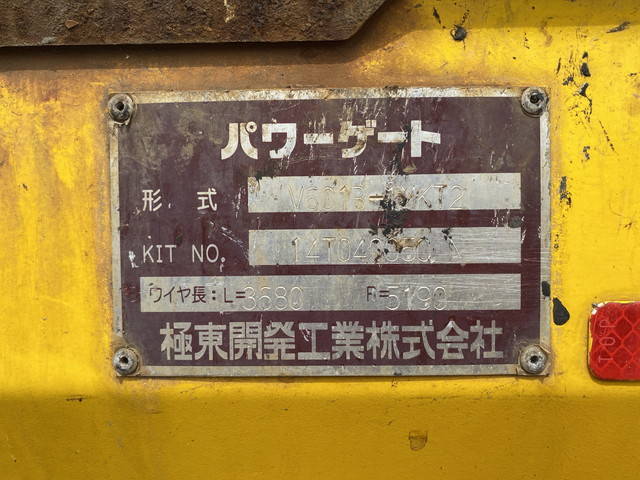 パワーゲート
形 式
KIT NO.
ワイヤ長：L=3680 R=5190
極東開発工業株式会社
TOP